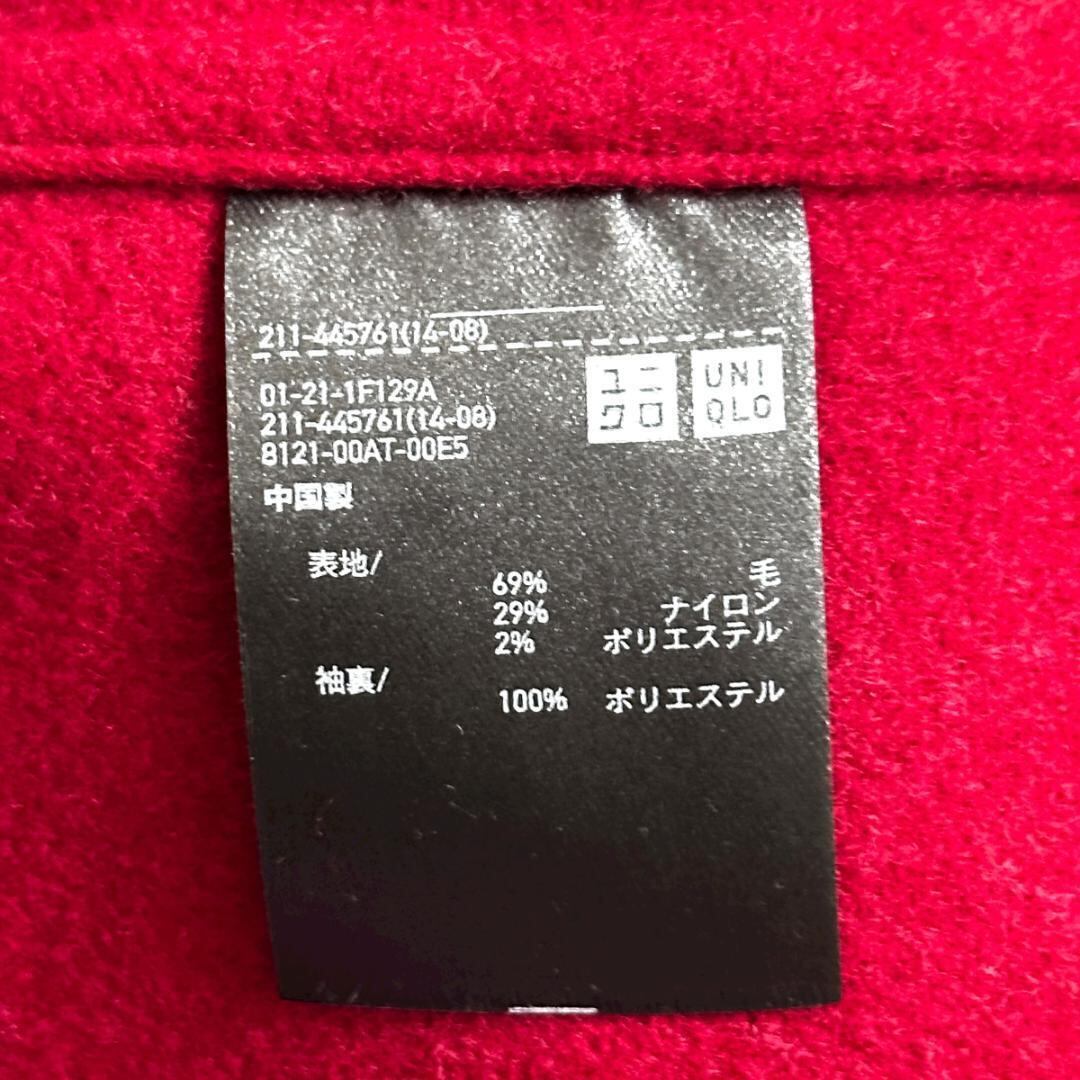 211-445761(14-08)
ユニ
クロ
UNI
QLO
01-21-1F129A
211-445761(14-08)
8121-00AT-00E5
中国製
表地/
69% 毛
29% ナイロン
2% ポリエステル
袖裏/
100% ポリエステル